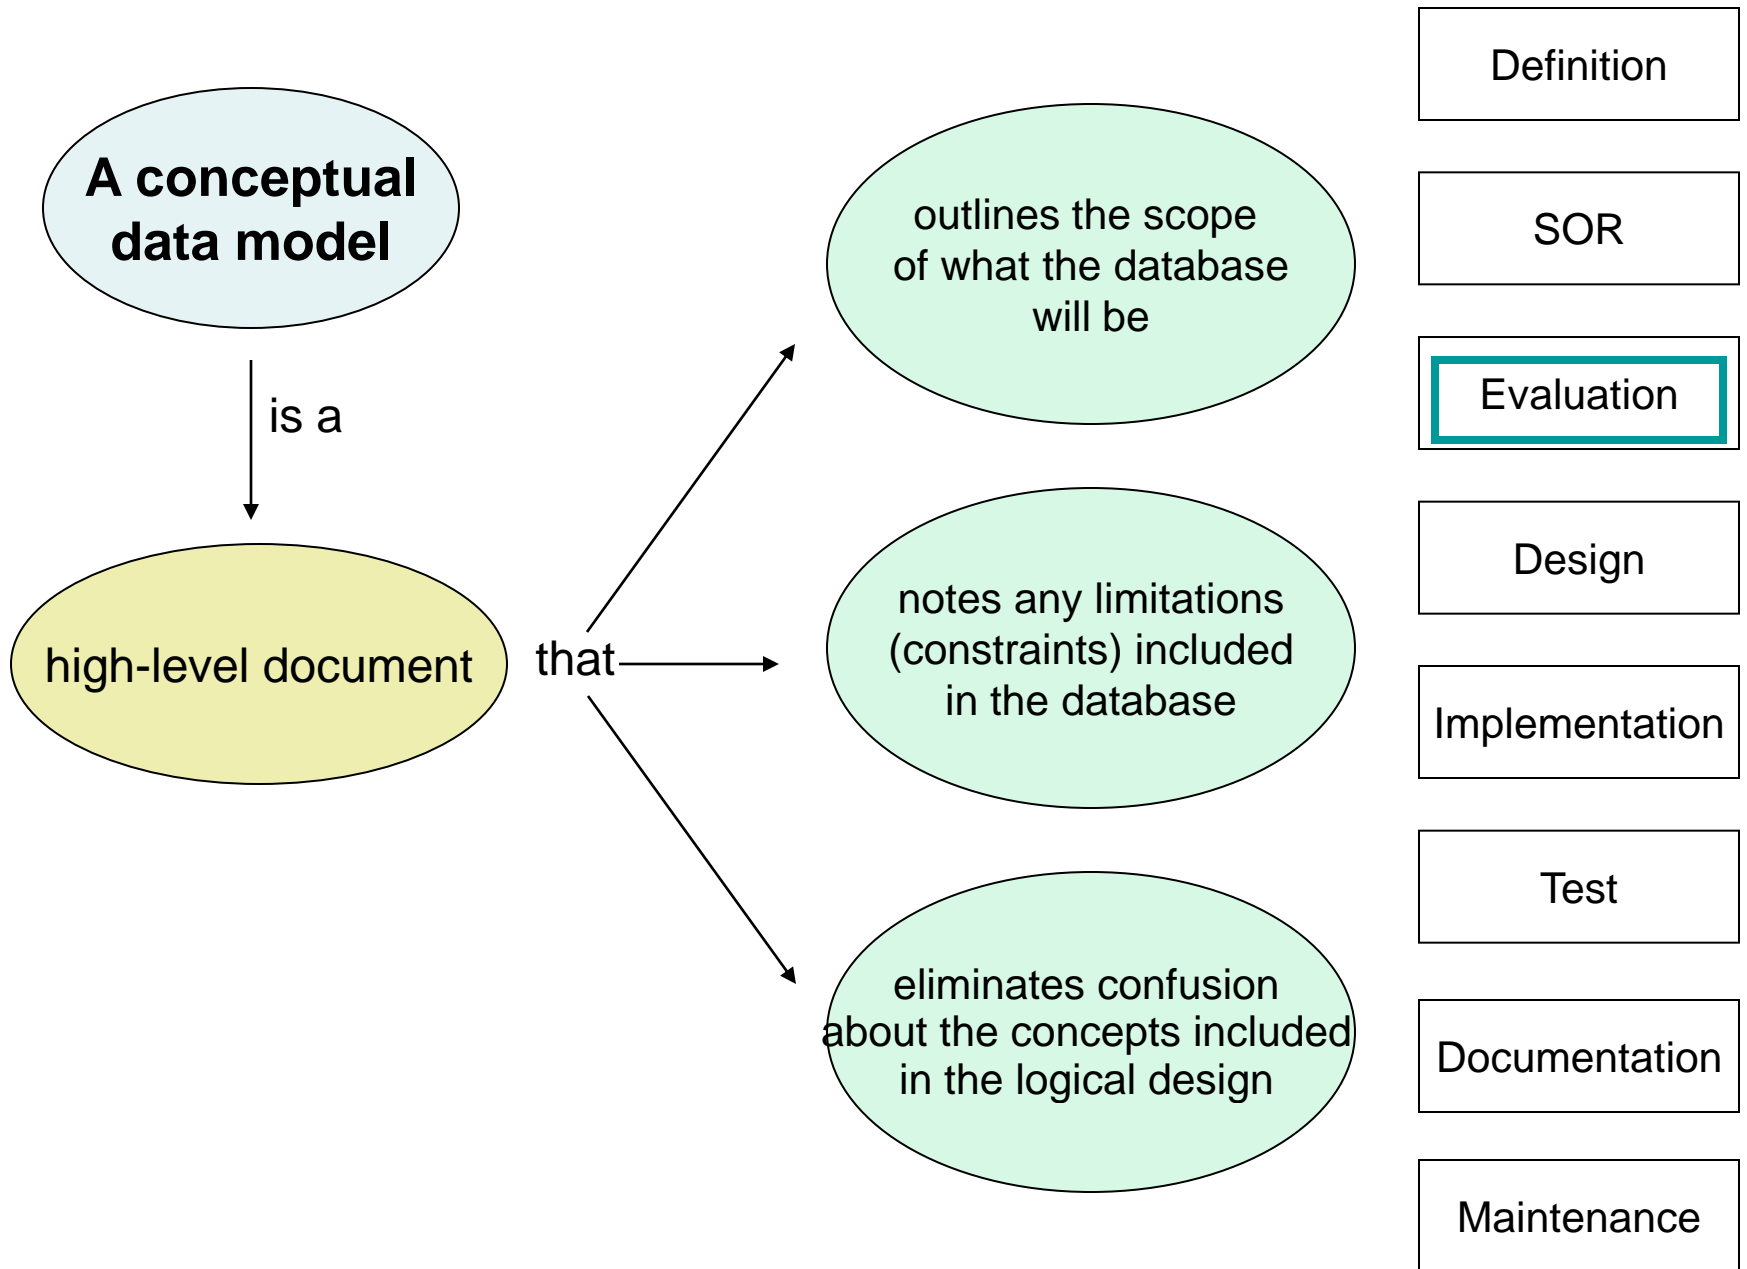 A conceptual
data model
is a
high-level document
that
outlines the scope
of what the database
will be
notes any limitations
(constraints) included
in the database
eliminates confusion
about the concepts included
in the logical design
Definition
SOR
Evaluation
Design
Implementation
Test
Documentation
Maintenance